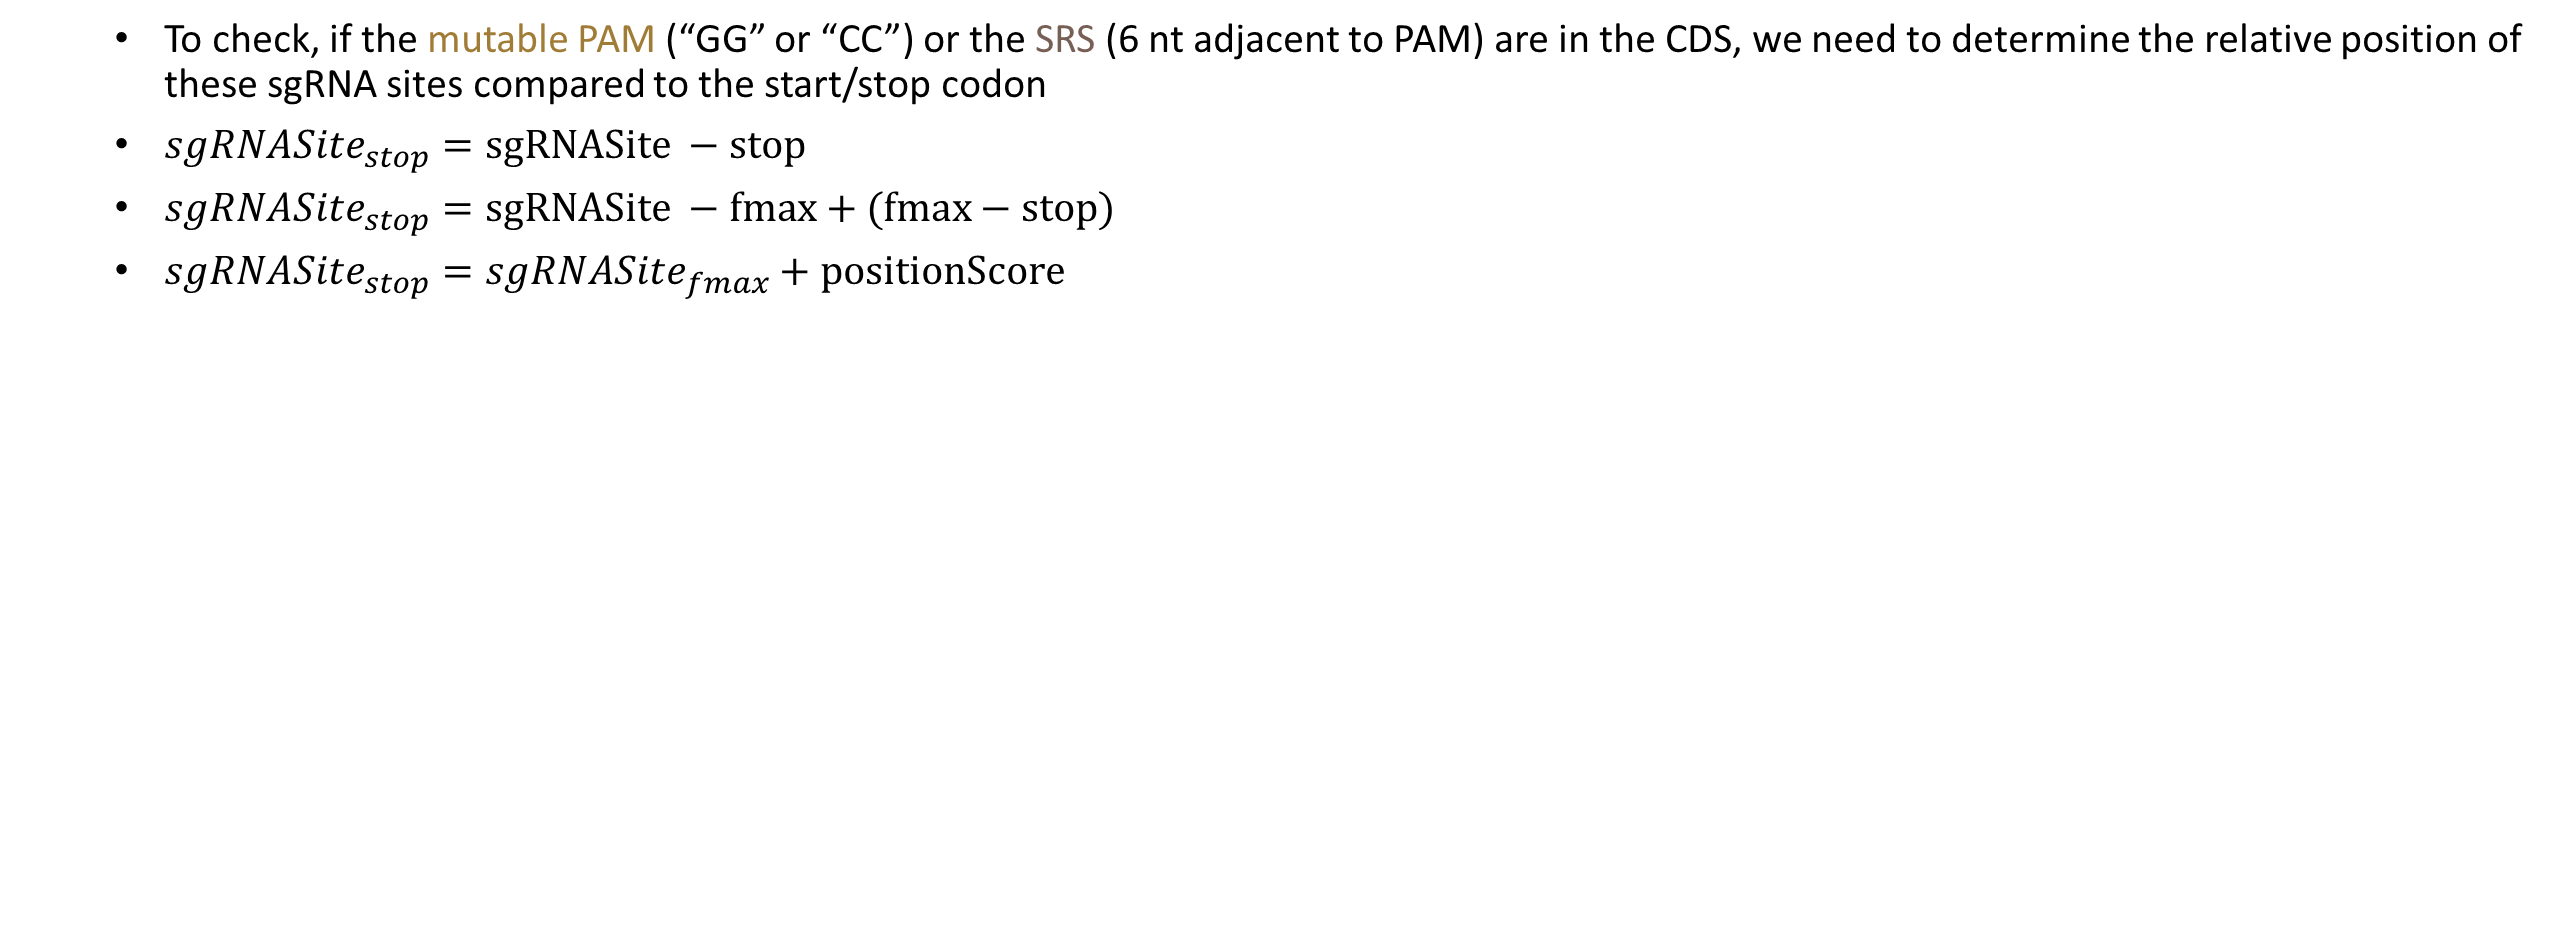 • To check, if the mutable PAM (“GG” or “CC”) or the SRS (6 nt adjacent to PAM) are in the CDS, we need to determine the relative position of
these sgRNA sites compared to the start/stop codon
• sgRNASite_stop = sgRNASite − stop
• sgRNASite_stop = sgRNASite − fmax + (fmax − stop)
• sgRNASite_stop = sgRNASite_fmax + positionScore